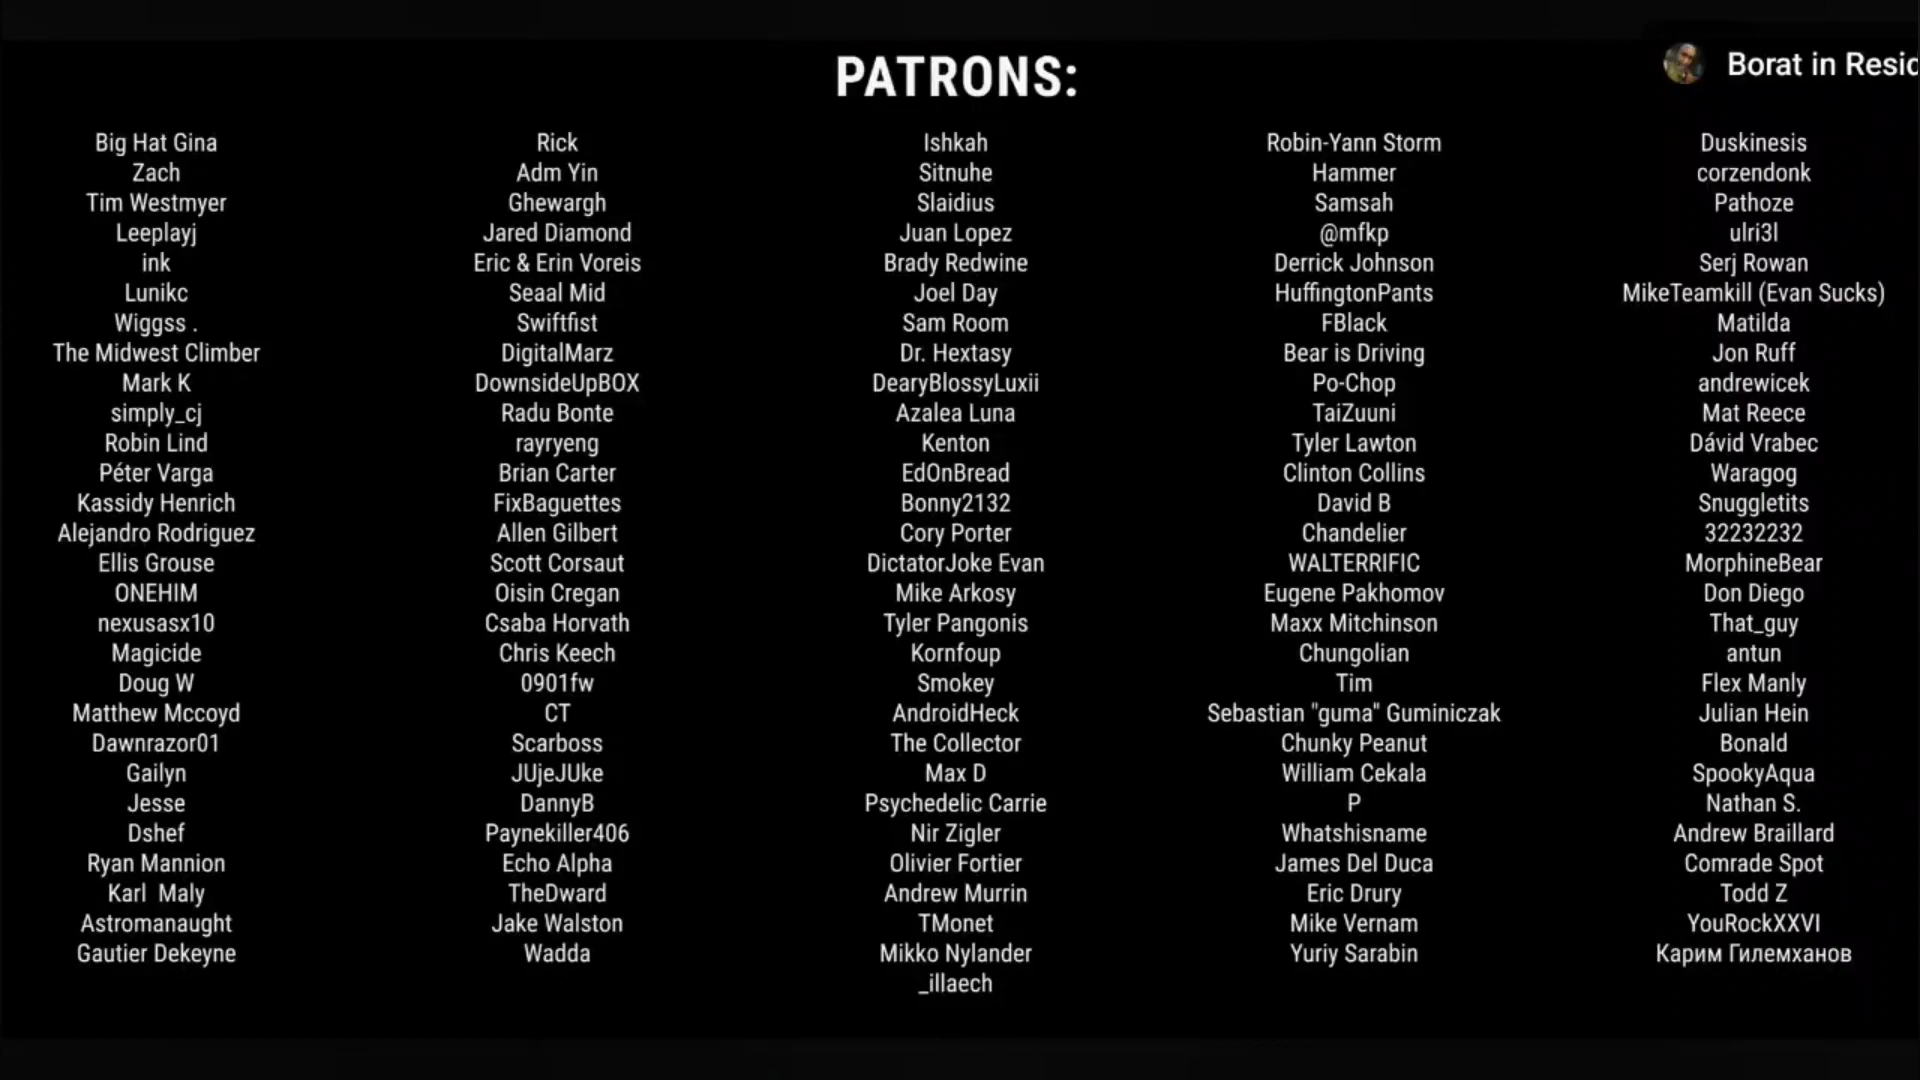 PATRONS:
Borat in Resid
Big Hat Gina
Zach
Tim Westmyer
Leeplayj
ink
Lunikc
Wiggss .
The Midwest Climber
Mark K
simply_cj
Robin Lind
Péter Varga
Kassidy Henrich
Alejandro Rodriguez
Ellis Grouse
ONEHIM
nexusasx10
Magicide
Doug W
Matthew Mccoyd
Dawnrazor01
Gailyn
Jesse
Dshef
Ryan Mannion
Karl  Maly
Astromanaught
Gautier Dekeyne
Rick
Adm Yin
Ghewargh
Jared Diamond
Eric & Erin Voreis
Seaal Mid
Swiftfist
DigitalMarz
DownsideUpBOX
Radu Bonte
rayryeng
Brian Carter
FixBaguettes
Allen Gilbert
Scott Corsaut
Oisin Cregan
Csaba Horvath
Chris Keech
0901fw
CT
Scarboss
JUjeJUke
DannyB
Paynekiller406
Echo Alpha
TheDward
Jake Walston
Wadda
Ishkah
Sitnuhe
Slaidius
Juan Lopez
Brady Redwine
Joel Day
Sam Room
Dr. Hextasy
DearyBlossyLuxii
Azalea Luna
Kenton
EdOnBread
Bonny2132
Cory Porter
DictatorJoke Evan
Mike Arkosy
Tyler Pangonis
Kornfoup
Smokey
AndroidHeck
The Collector
Max D
Psychedelic Carrie
Nir Zigler
Olivier Fortier
Andrew Murrin
TMonet
Mikko Nylander
_illaech
Robin-Yann Storm
Hammer
Samsah
@mfkp
Derrick Johnson
HuffingtonPants
FBlack
Bear is Driving
Po-Chop
TaiZuuni
Tyler Lawton
Clinton Collins
David B
Chandelier
WALTERRIFIC
Eugene Pakhomov
Maxx Mitchinson
Chungolian
Tim
Sebastian "guma" Guminiczak
Chunky Peanut
William Cekala
P
Whatshisname
James Del Duca
Eric Drury
Mike Vernam
Yuriy Sarabin
Duskinesis
corzendonk
Pathoze
ulri3l
Serj Rowan
MikeTeamkill (Evan Sucks)
Matilda
Jon Ruff
andrewicek
Mat Reece
Dávid Vrabec
Waragog
Snuggletits
32232232
MorphineBear
Don Diego
That_guy
antun
Flex Manly
Julian Hein
Bonald
SpookyAqua
Nathan S.
Andrew Braillard
Comrade Spot
Todd Z
YouRockXXVI
Карим Гилемханов